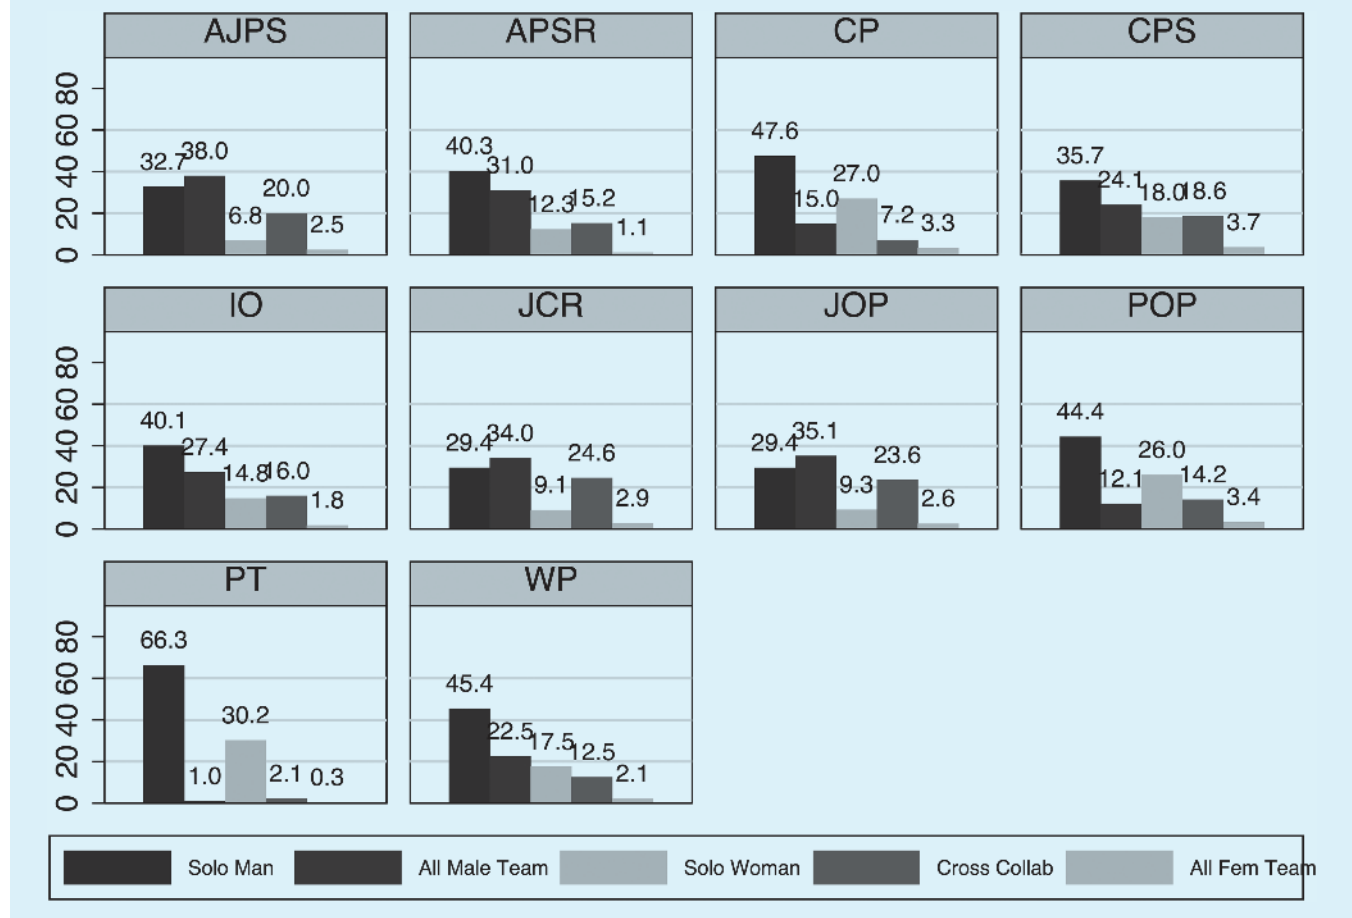 AJPS APSR CP CPS
80
60
40
20
0
32.7 38.0 6.8 20.0 2.5
40.3 31.0 12.3 15.2 1.1
47.6 15.0 27.0 7.2 3.3
35.7 24.1 18.0 18.6 3.7
IO JCR JOP POP
80
60
40
20
0
40.1 27.4 14.8 16.0 1.8
29.4 34.0 9.1 24.6 2.9
29.4 35.1 9.3 23.6 2.6
44.4 12.1 26.0 14.2 3.4
PT WP
80
60
40
20
0
66.3 1.0 30.2 2.1 0.3
45.4 22.5 17.5 12.5 2.1
Solo Man All Male Team Solo Woman Cross Collab All Fem Team